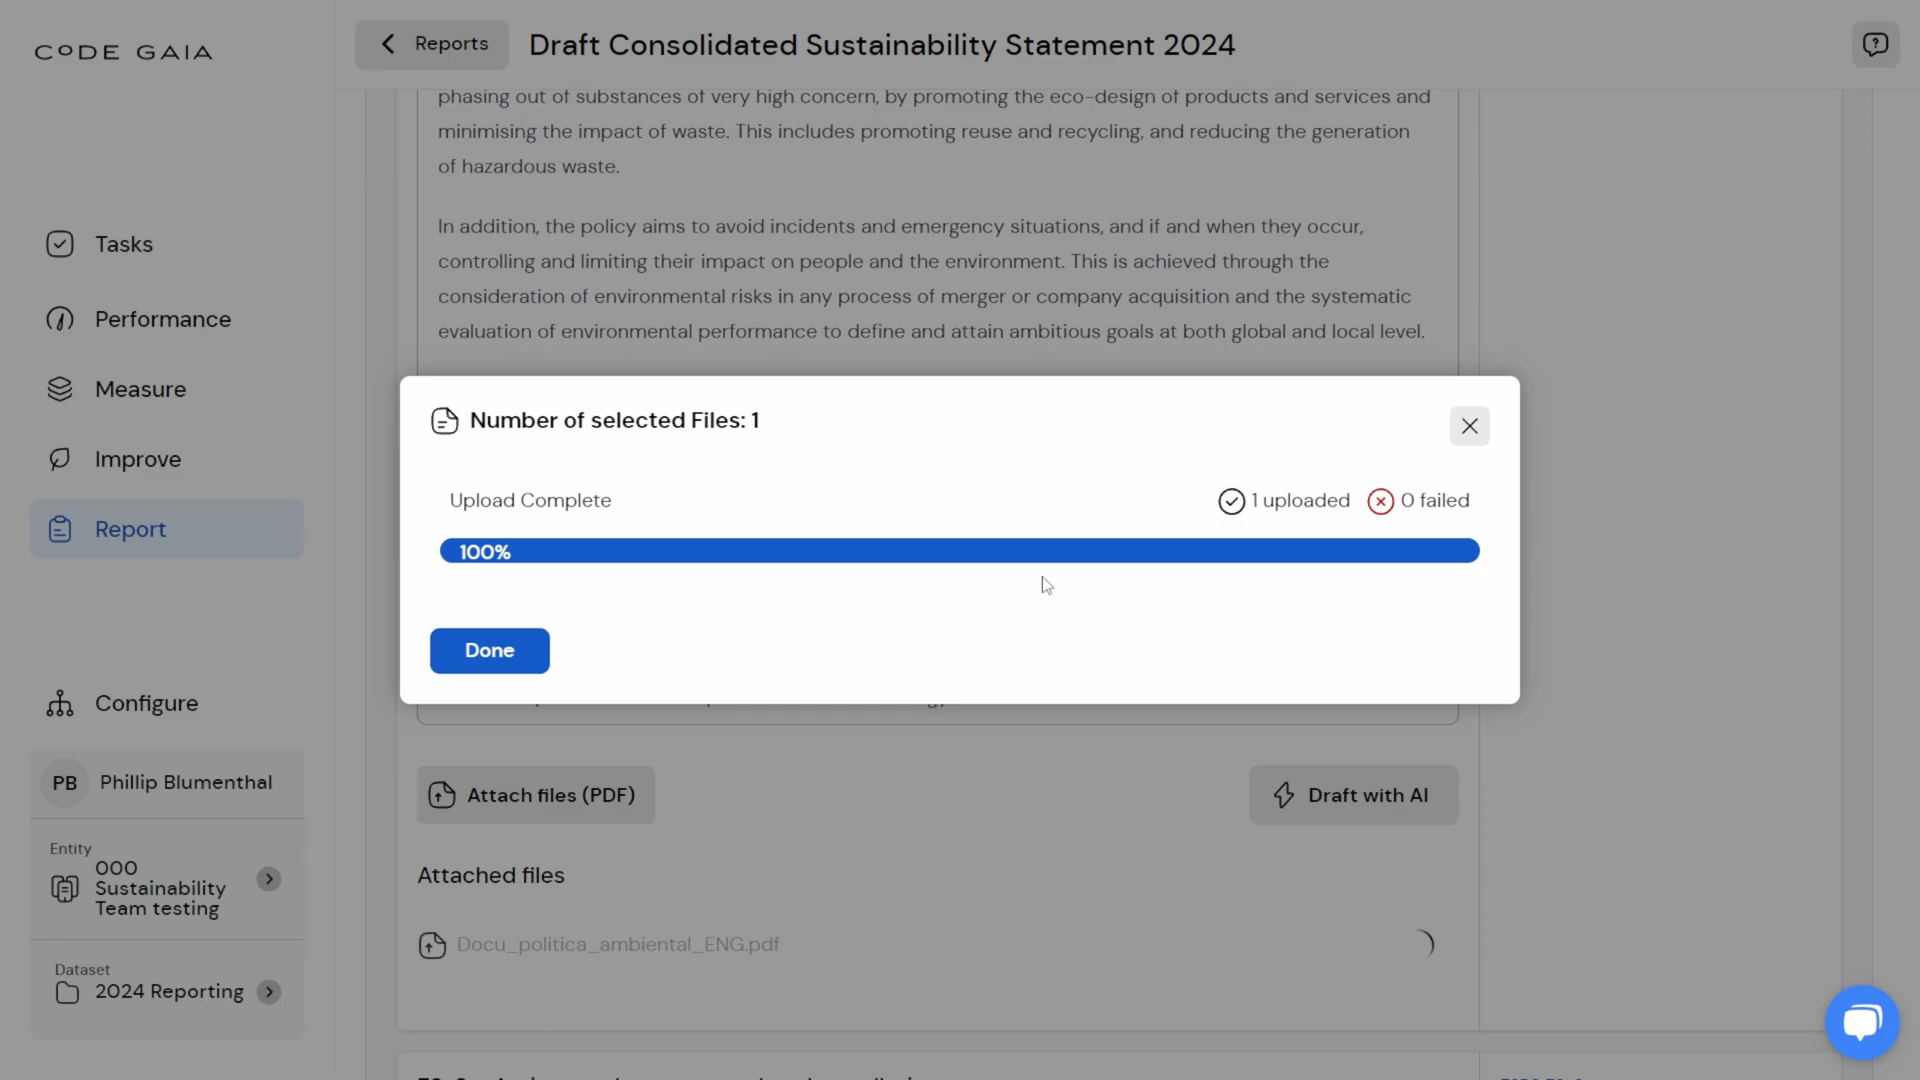 CODE GAIA
Reports
Draft Consolidated Sustainability Statement 2024
phasing out of substances of very high concern, by promoting the eco-design of products and services and
minimising the impact of waste. This includes promoting reuse and recycling, and reducing the generation
of hazardous waste.
In addition, the policy aims to avoid incidents and emergency situations, and if and when they occur,
controlling and limiting their impact on people and the environment. This is achieved through the
consideration of environmental risks in any process of merger or company acquisition and the systematic
evaluation of environmental performance to define and attain ambitious goals at both global and local level.
Tasks
Performance
Measure
Improve
Report
Number of selected Files: 1
Upload Complete
1 uploaded
0 failed
100%
Done
Configure
PB Phillip Blumenthal
Entity
000
Sustainability
Team testing
Dataset
2024 Reporting
Attach files (PDF)
Draft with AI
Attached files
Docu_politica_ambiental_ENG.pdf